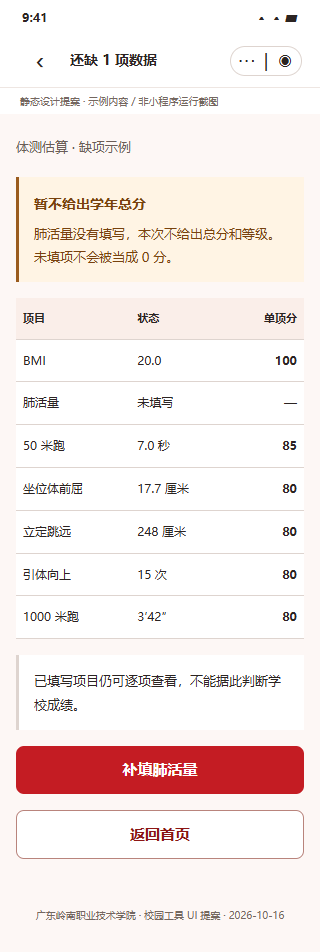 9:41
还缺 1 项数据
静态设计提案 · 示例内容 / 非小程序运行截图
体测估算 · 缺项示例
暂不给出学年总分
肺活量没有填写，本次不给出总分和等级。
未填项不会被当成 0 分。
项目 状态 单项分
BMI 20.0 100
肺活量 未填写 —
50 米跑 7.0 秒 85
坐位体前屈 17.7 厘米 80
立定跳远 248 厘米 80
引体向上 15 次 80
1000 米跑 3′42″ 80
已填写项目仍可逐项查看，不能据此判断学
校成绩。
补填肺活量
返回首页
广东岭南职业技术学院 · 校园工具 UI 提案 · 2026-10-16